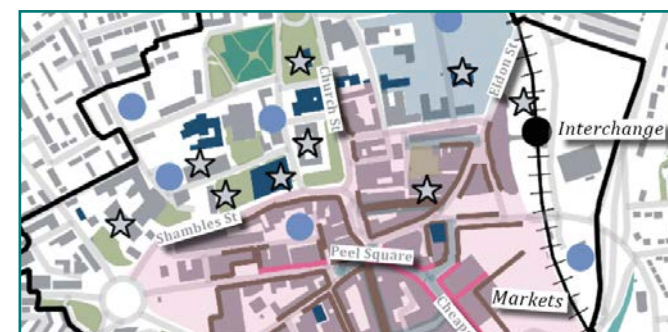 Church St
Eldon St
Interchange
Shambles St
Peel Square
Markets